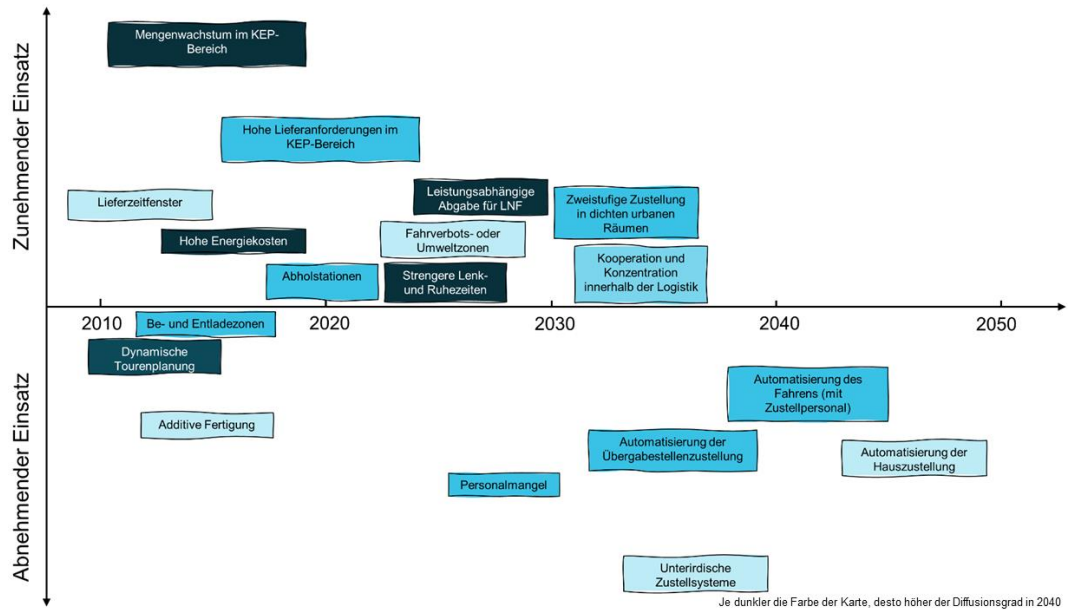 Zunehmender Einsatz
Abnehmender Einsatz
Mengenwachstum im KEP-
Bereich
Hohe Lieferanforderungen im
KEP-Bereich
Lieferzeitfenster
Leistungsabhängige
Abgabe für LNF
Zweistufige Zustellung
in dichten urbanen
Räumen
Hohe Energiekosten
Fahrverbots- oder
Umweltzonen
Abholstationen
Strengere Lenk-
und Ruhezeiten
Kooperation und
Konzentration
innerhalb der Logistik
2010
2020
2030
2040
2050
Be- und Entladezonen
Dynamische
Tourenplanung
Automatisierung des
Fahrens (mit
Zustellpersonal)
Additive Fertigung
Automatisierung der
Übergabestellenzustellung
Automatisierung der
Hauszustellung
Personalmangel
Unterirdische
Zustellsysteme
Je dunkler die Farbe der Karte, desto höher der Diffusionsgrad in 2040